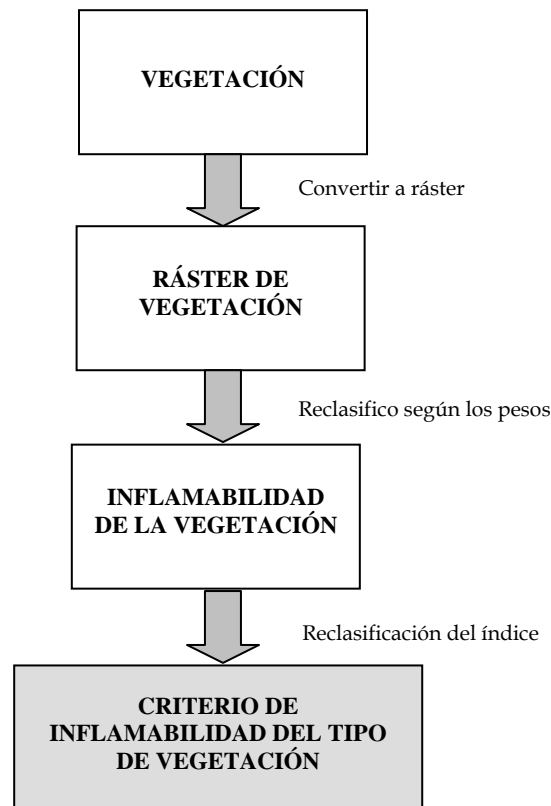 VEGETACIÓN
Convertir a ráster
RÁSTER DE
VEGETACIÓN
Reclasifico según los pesos
INFLAMABILIDAD
DE LA VEGETACIÓN
Reclasificación del índice
CRITERIO DE
INFLAMABILIDAD DEL TIPO
DE VEGETACIÓN